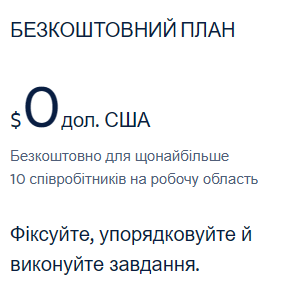 БЕЗКОШТОВНИЙ ПЛАН
$0 дол. США
Безкоштовно для щонайбільше
10 співробітників на робочу область
Фіксуйте, упорядковуйте й
виконуйте завдання.